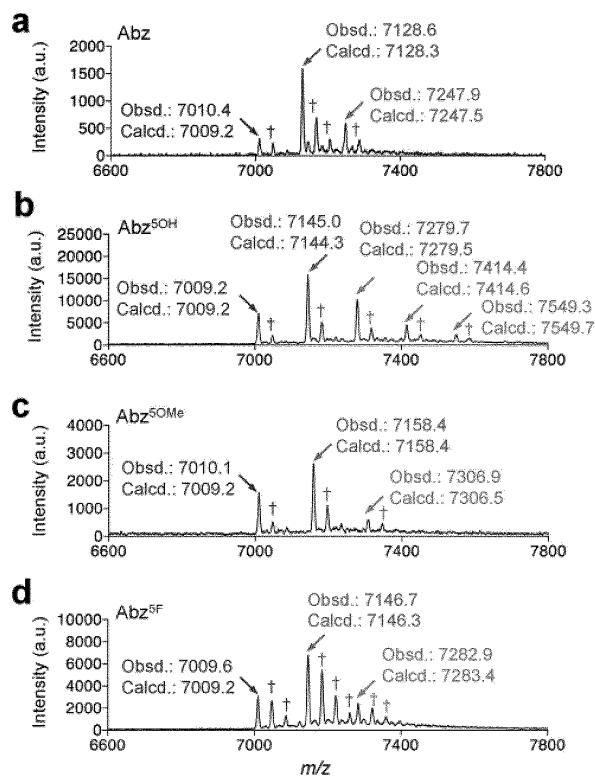 a
Abz
Intensity (a.u.)
2000
1500
1000
500
0
Obsd.: 7010.4
Calcd.: 7009.2
†
Obsd.: 7128.6
Calcd.: 7128.3
†
†
Obsd.: 7247.9
Calcd.: 7247.5
†
6600
7000
7400
7800
b
Abz5OH
Intensity (a.u.)
25000
20000
15000
10000
5000
0
Obsd.: 7009.2
Calcd.: 7009.2
†
Obsd.: 7145.0
Calcd.: 7144.3
†
Obsd.: 7279.7
Calcd.: 7279.5
†
Obsd.: 7414.4
Calcd.: 7414.6
†
Obsd.: 7549.3
Calcd.: 7549.7
†
6600
7000
7400
7800
c
Abz5OMe
Intensity (a.u.)
4000
3000
2000
1000
0
Obsd.: 7010.1
Calcd.: 7009.2
†
Obsd.: 7158.4
Calcd.: 7158.4
†
Obsd.: 7306.9
Calcd.: 7306.5
†
6600
7000
7400
7800
d
Abz5F
Intensity (a.u.)
10000
8000
6000
4000
2000
0
Obsd.: 7009.6
Calcd.: 7009.2
†
†
Obsd.: 7146.7
Calcd.: 7146.3
†
†
†
Obsd.: 7282.9
Calcd.: 7283.4
†
†
6600
7000
7400
7800
m/z